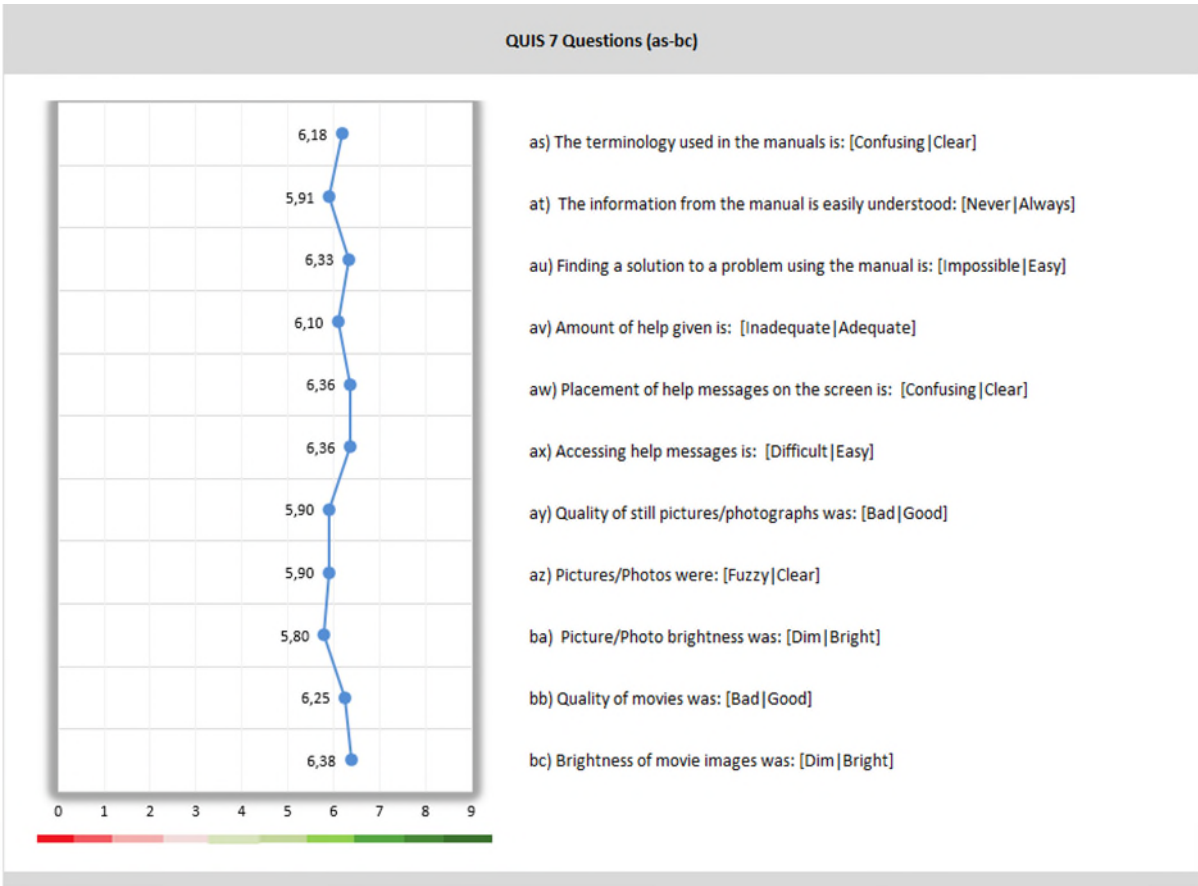 QUIS 7 Questions (as-bc)
6,18
as) The terminology used in the manuals is: [Confusing|Clear]
5,91
at) The information from the manual is easily understood: [Never|Always]
6,33
au) Finding a solution to a problem using the manual is: [Impossible|Easy]
6,10
av) Amount of help given is: [Inadequate|Adequate]
6,36
aw) Placement of help messages on the screen is: [Confusing|Clear]
6,36
ax) Accessing help messages is: [Difficult|Easy]
5,90
ay) Quality of still pictures/photographs was: [Bad|Good]
5,90
az) Pictures/Photos were: [Fuzzy|Clear]
5,80
ba) Picture/Photo brightness was: [Dim|Bright]
6,25
bb) Quality of movies was: [Bad|Good]
6,38
bc) Brightness of movie images was: [Dim|Bright]
0 1 2 3 4 5 6 7 8 9